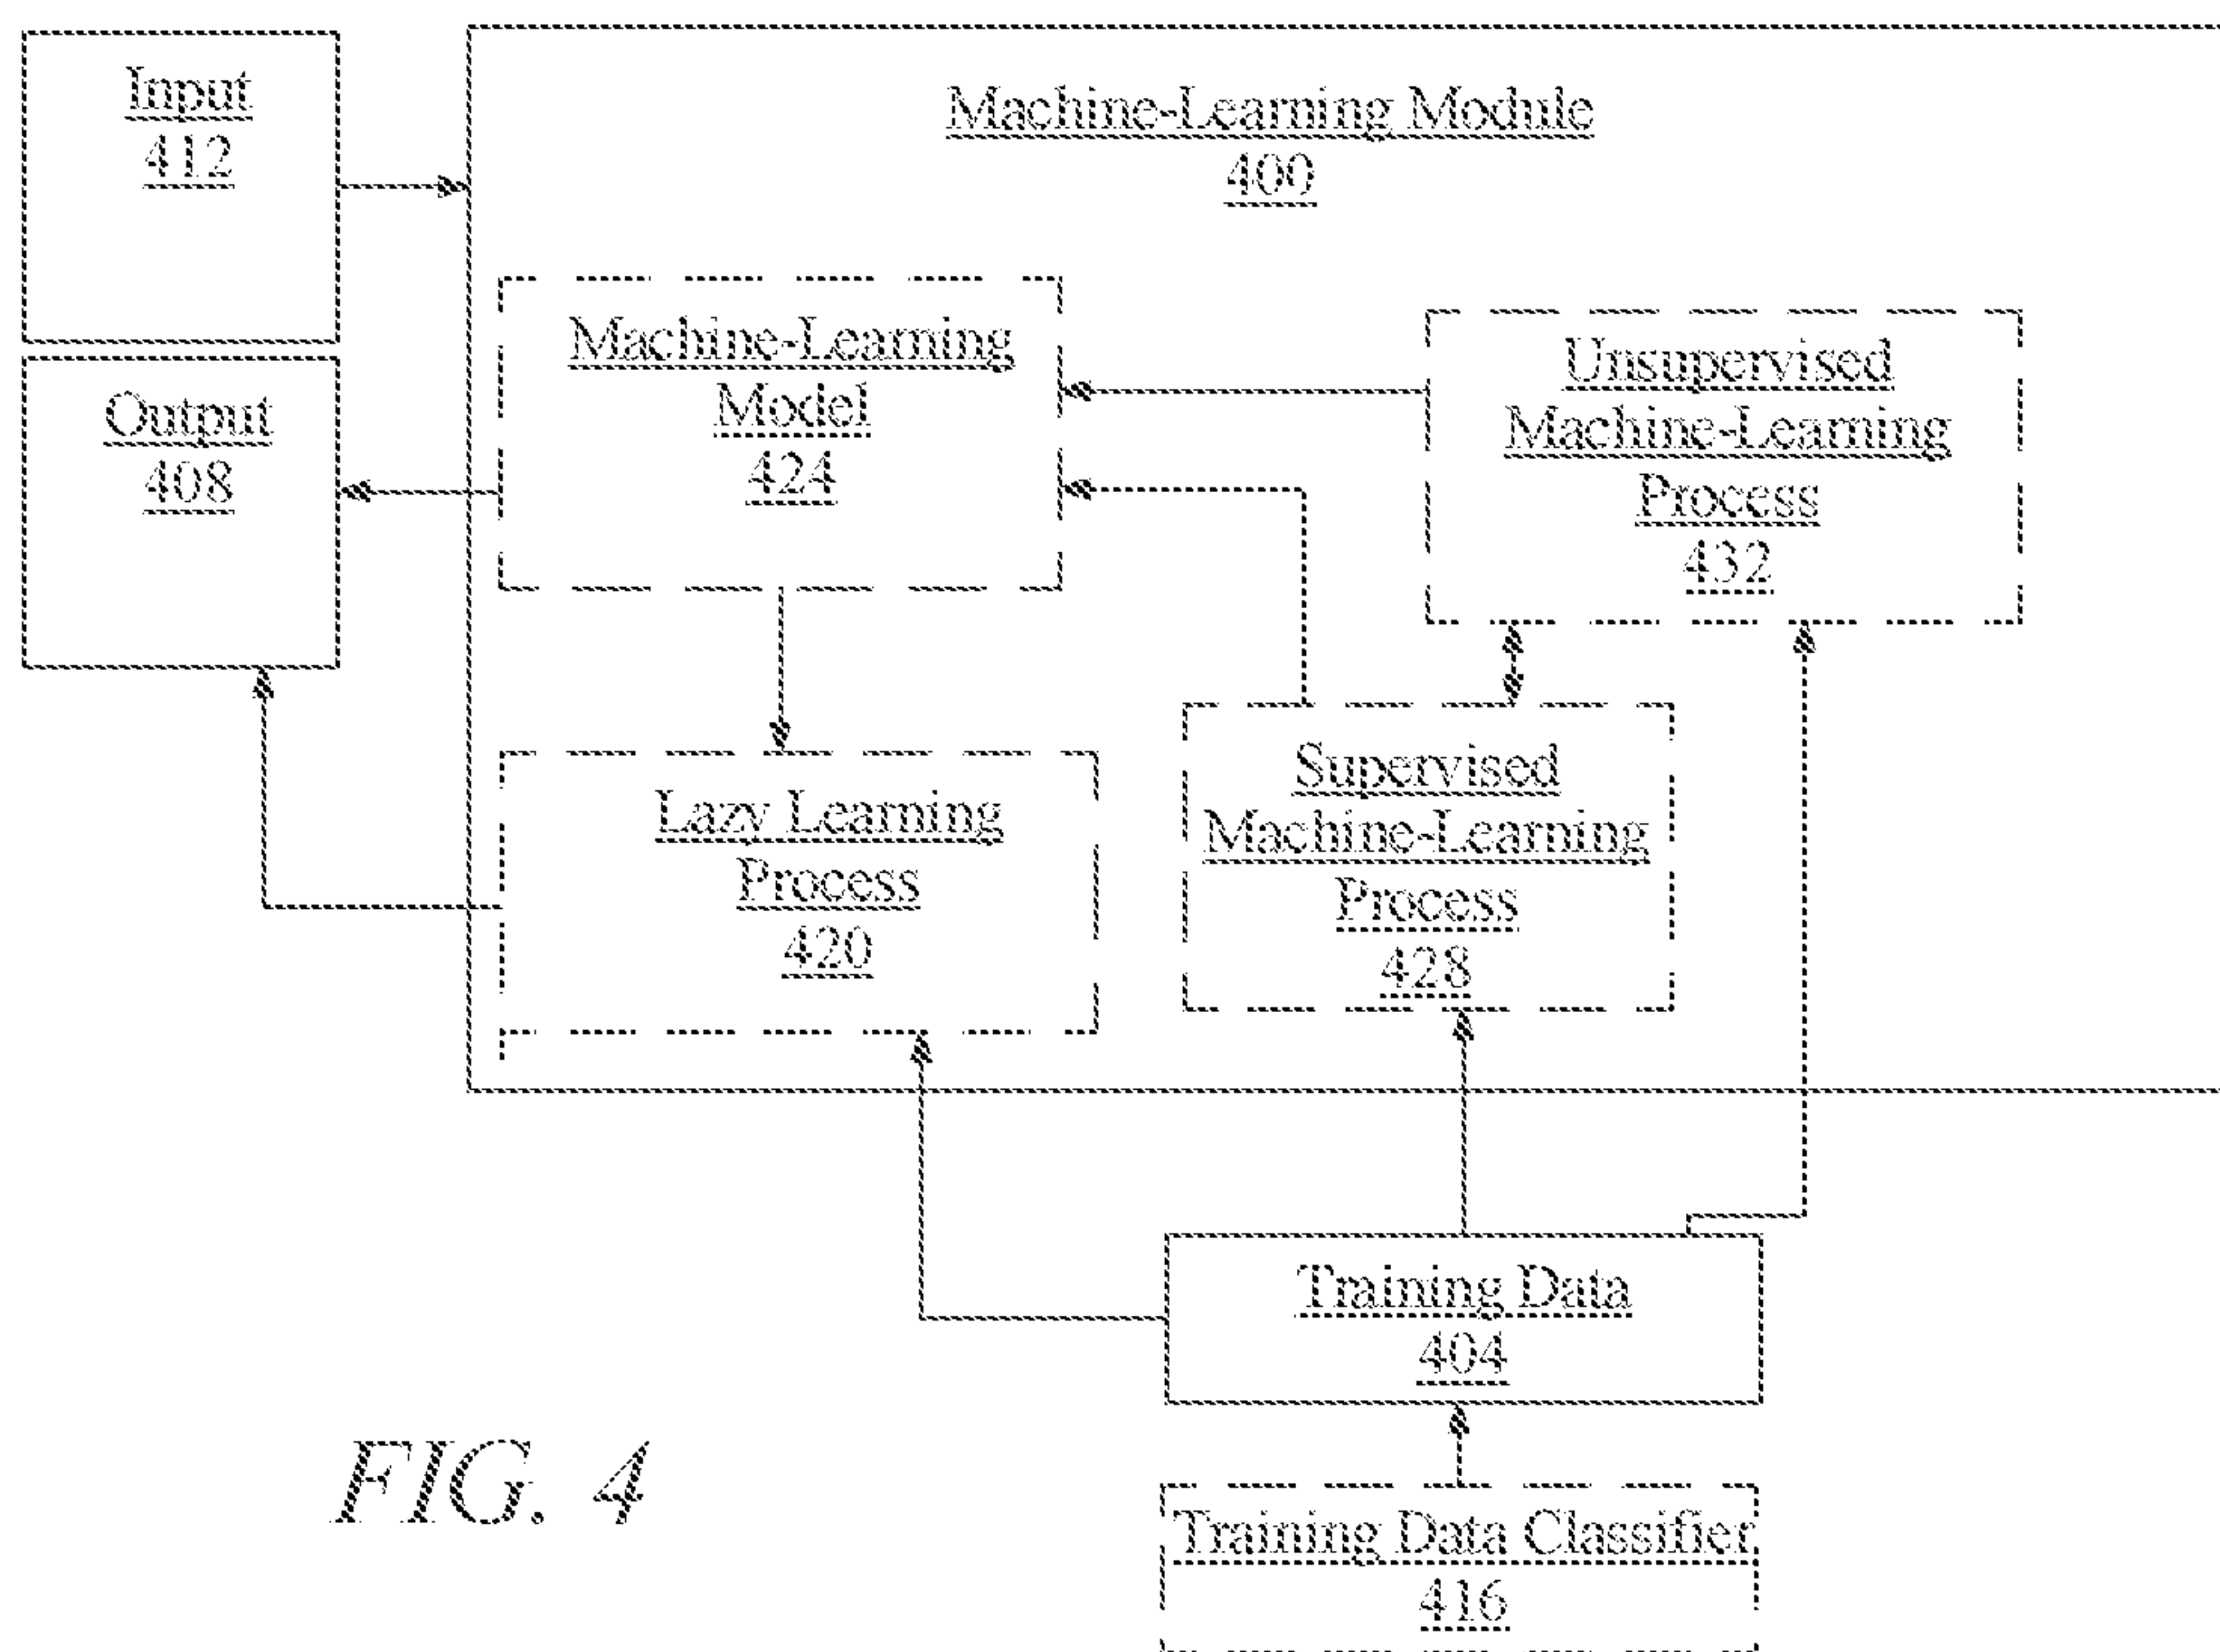 Input
412
Machine-Learning Module
400
Output
408
Machine-Learning
Model
424
Unsupervised
Machine-Learning
Process
432
Lazy Learning
Process
420
Supervised
Machine-Learning
Process
428
Training Data
404
Training Data Classifier
416
FIG. 4